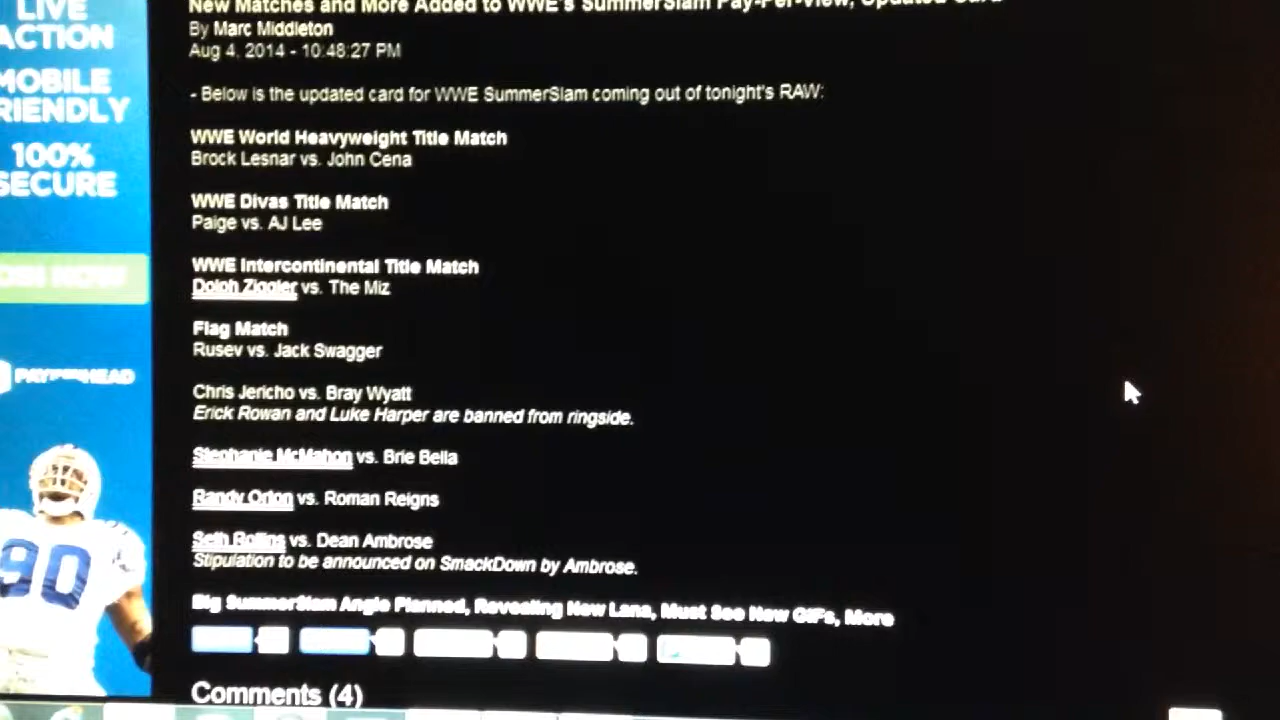 LIVE
ACTION
MOBILE
FRIENDLY
100%
SECURE
JOIN NOW
PAYPERHEAD
90
New Matches and More Added to WWE's SummerSlam Pay-Per-View, Updated Card
By Marc Middleton
Aug 4, 2014 - 10:48:27 PM
- Below is the updated card for WWE SummerSlam coming out of tonight's RAW:
WWE World Heavyweight Title Match
Brock Lesnar vs. John Cena
WWE Divas Title Match
Paige vs. AJ Lee
WWE Intercontinental Title Match
Dolph Ziggler vs. The Miz
Flag Match
Rusev vs. Jack Swagger
Chris Jericho vs. Bray Wyatt
Erick Rowan and Luke Harper are banned from ringside.
Stephanie McMahon vs. Brie Bella
Randy Orton vs. Roman Reigns
Seth Rollins vs. Dean Ambrose
Stipulation to be announced on SmackDown by Ambrose.
Big SummerSlam Angle Planned, Revealing New Lana, Must See New GIFs, More
Comments (4)